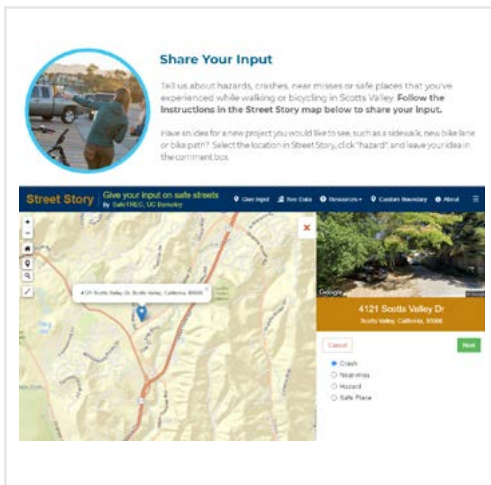 Share Your Input
Tell us about hazards, crashes, near misses or safe places that you've
experienced while walking or bicycling in Scotts Valley. Follow the
instructions in the Street Story map below to share your input.
Have an idea for a new project you would like to see, such as a sidewalk, new bike lane
or bike path? Select the location in Street Story, click "hazard", and leave your idea in
the comment box.
Street Story Give your input on safe streets
by SafeTREC, UC Berkeley
Give Input See Data Resources Custom Boundary About
4121 Scotts Valley Dr, Scotts Valley, California, 95066
Google
4121 Scotts Valley Dr
Scotts Valley, California, 95066
Cancel Next
Crash
Near-miss
Hazard
Safe Place